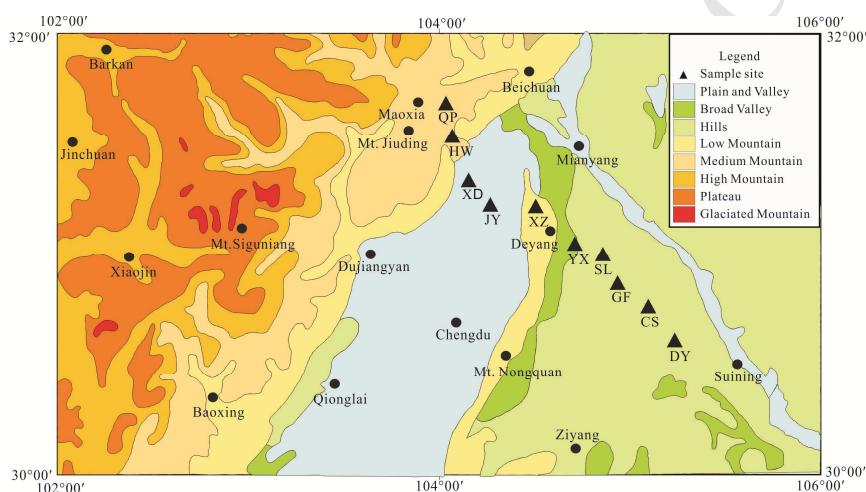 102°00′
104°00′
106°00′
32°00′
32°00′
Barkan
Beichuan
Maoxia
QP
Mt. Jiuding
HW
Jinchuan
Mianyang
XD
JY
XZ
Mt.Siguniang
Deyang
Xiaojin
Dujiangyan
YX
SL
GF
CS
Chengdu
DY
Mt. Nongquan
Suining
Baoxing
Qionglai
Ziyang
Legend
Sample site
Plain and Valley
Broad Valley
Hills
Low Mountain
Medium Mountain
High Mountain
Plateau
Glaciated Mountain
30°00′
30°00′
102°00′
104°00′
106°00′